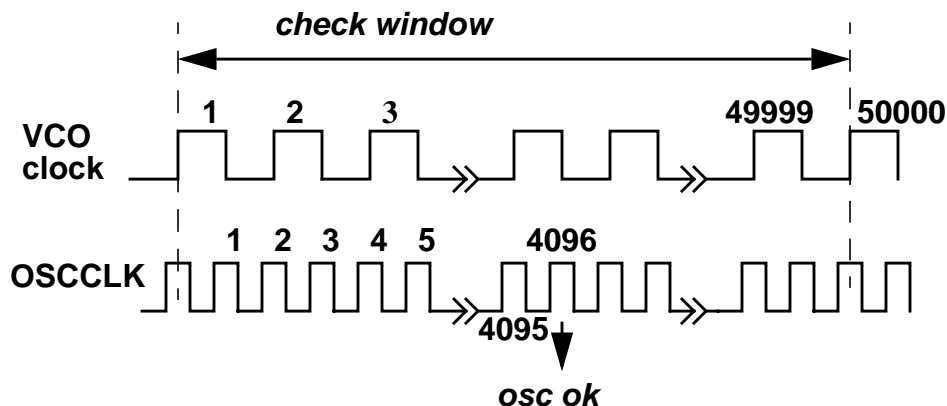 check window
1 2 3 49999 50000
VCO
clock
1 2 3 4 5 4096
OSCCLK
4095
osc ok